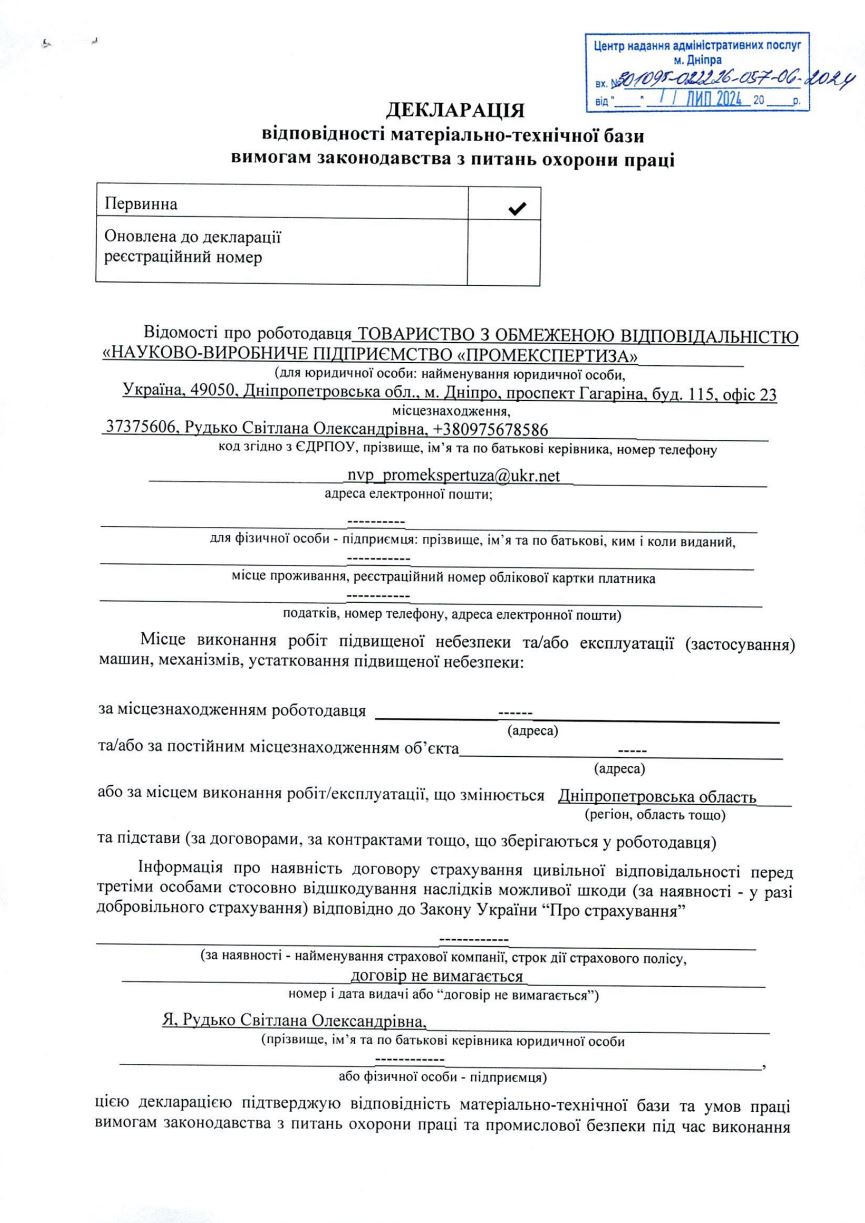 Центр надання адміністративних послуг
м. Дніпра
вх. № 501095-022226-057-06-2024
від "____" 11 ЛИП 2024 20____р.
ДЕКЛАРАЦІЯ
відповідності матеріально-технічної бази
вимогам законодавства з питань охорони праці
Первинна ✓
Оновлена до декларації
реєстраційний номер
Відомості про роботодавця ТОВАРИСТВО З ОБМЕЖЕНОЮ ВІДПОВІДАЛЬНІСТЮ
«НАУКОВО-ВИРОБНИЧЕ ПІДПРИЄМСТВО «ПРОМЕКСПЕРТИЗА»
(для юридичної особи: найменування юридичної особи,
Україна, 49050, Дніпропетровська обл., м. Дніпро, проспект Гагаріна, буд. 115, офіс 23
місцезнаходження,
37375606, Рудько Світлана Олександрівна, +380975678586
код згідно з ЄДРПОУ, прізвище, ім’я та по батькові керівника, номер телефону
nvp_promekspertuza@ukr.net
адреса електронної пошти;
----------
для фізичної особи - підприємця: прізвище, ім’я та по батькові, ким і коли виданий,
-----------
місце проживання, реєстраційний номер облікової картки платника
-----------
податків, номер телефону, адреса електронної пошти)
Місце виконання робіт підвищеної небезпеки та/або експлуатації (застосування)
машин, механізмів, устатковання підвищеної небезпеки:
за місцезнаходженням роботодавця ------
(адреса)
та/або за постійним місцезнаходженням об’єкта -----
(адреса)
або за місцем виконання робіт/експлуатації, що змінюється Дніпропетровська область
(регіон, область тощо)
та підстави (за договорами, за контрактами тощо, що зберігаються у роботодавця)
Інформація про наявність договору страхування цивільної відповідальності перед
третіми особами стосовно відшкодування наслідків можливої шкоди (за наявності - у разі
добровільного страхування) відповідно до Закону України “Про страхування”
------------
(за наявності - найменування страхової компанії, строк дії страхового полісу,
договір не вимагається
номер і дата видачі або “договір не вимагається”)
Я, Рудько Світлана Олександрівна,
(прізвище, ім’я та по батькові керівника юридичної особи
------------,
або фізичної особи - підприємця)
цією декларацією підтверджую відповідність матеріально-технічної бази та умов праці
вимогам законодавства з питань охорони праці та промислової безпеки під час виконання